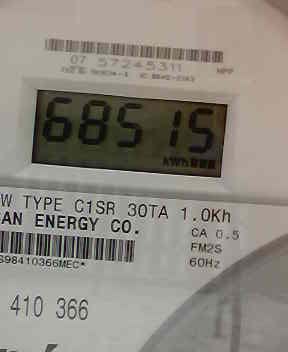 07 57245311
68515
kWh
W TYPE C1SR 30TA 1.0Kh
AN ENERGY CO.
CA 0.5
FM2S
60Hz
S98410366MEC*
410 366